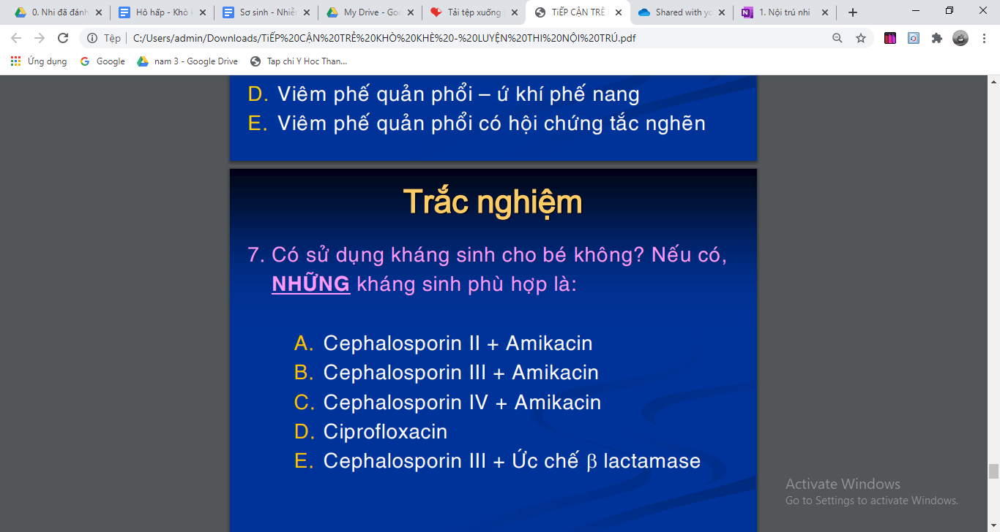 0. Nhi đã đánh
Hô hấp - Khò k
Sơ sinh - Nhiễ
My Drive - Goo
Tải tệp xuống
TiẾP CẬN TRẺ
Shared with yo
1. Nội trú nhi
Tệp
C:/Users/admin/Downloads/TiẾP%20CẬN%20TRẺ%20KHÒ%20KHÈ%20-%20LUYỆN%20THI%20NỘI%20TRÚ.pdf
Ứng dụng
Google
nam 3 - Google Drive
Tạp chi Y Hoc Than...
D. Viêm phế quản phổi – ứ khí phế nang
E. Viêm phế quản phổi có hội chứng tắc nghẽn
Trắc nghiệm
7. Có sử dụng kháng sinh cho bé không? Nếu có,
NHỮNG kháng sinh phù hợp là:
A. Cephalosporin II + Amikacin
B. Cephalosporin III + Amikacin
C. Cephalosporin IV + Amikacin
D. Ciprofloxacin
E. Cephalosporin III + Ức chế β lactamase
Activate Windows
Go to Settings to activate Windows.